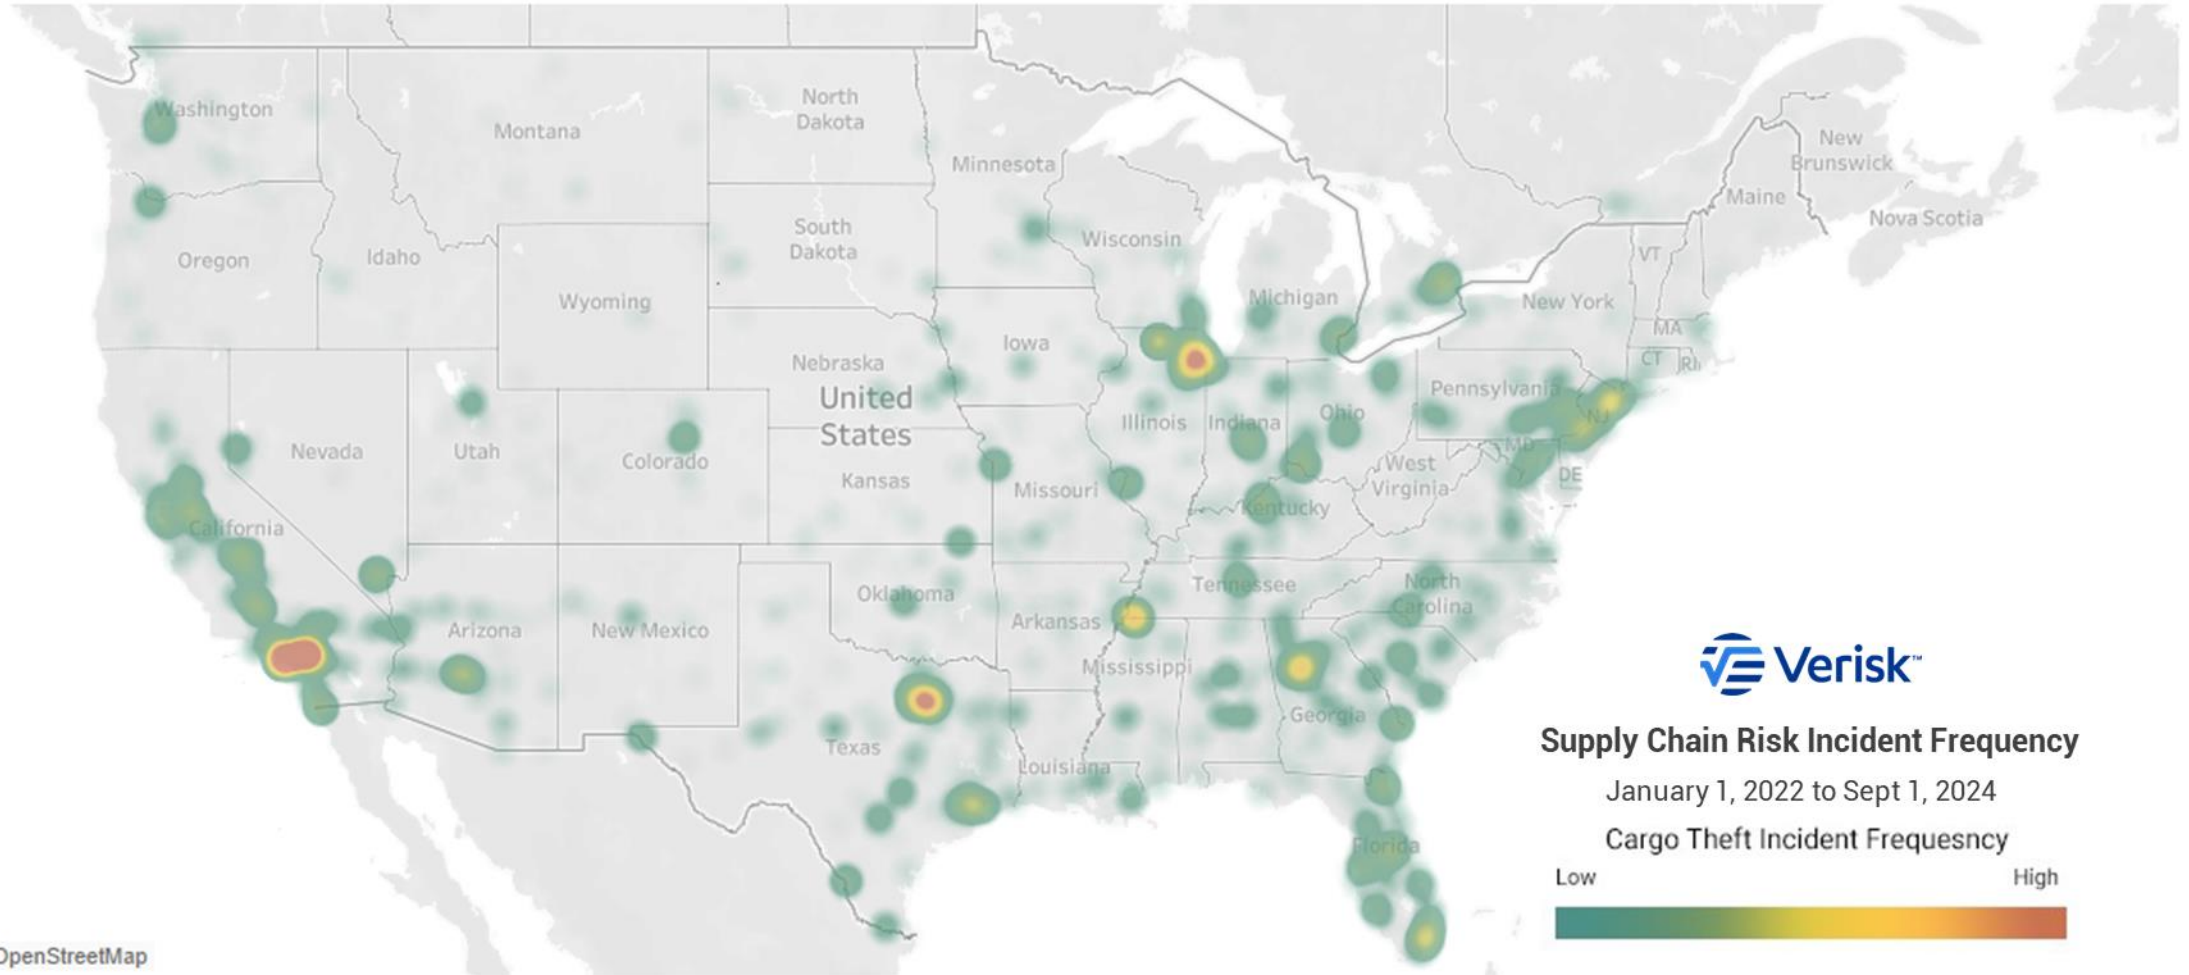 Washington
Montana
North
Dakota
Minnesota
New
Brunswick
Maine
Nova Scotia
Oregon
Idaho
South
Dakota
Wisconsin
VT
Wyoming
Michigan
New York
MA
CT
RI
Iowa
Nebraska
Pennsylvania
United
States
NJ
Illinois
Indiana
Ohio
Nevada
Utah
Colorado
Kansas
Missouri
West
Virginia
MD
DE
California
Kentucky
Oklahoma
Tennessee
North
Carolina
Arizona
New Mexico
Arkansas
Mississippi
Georgia
Texas
Louisiana
Florida
Verisk™
Supply Chain Risk Incident Frequency
January 1, 2022 to Sept 1, 2024
Cargo Theft Incident Frequesncy
Low High
OpenStreetMap